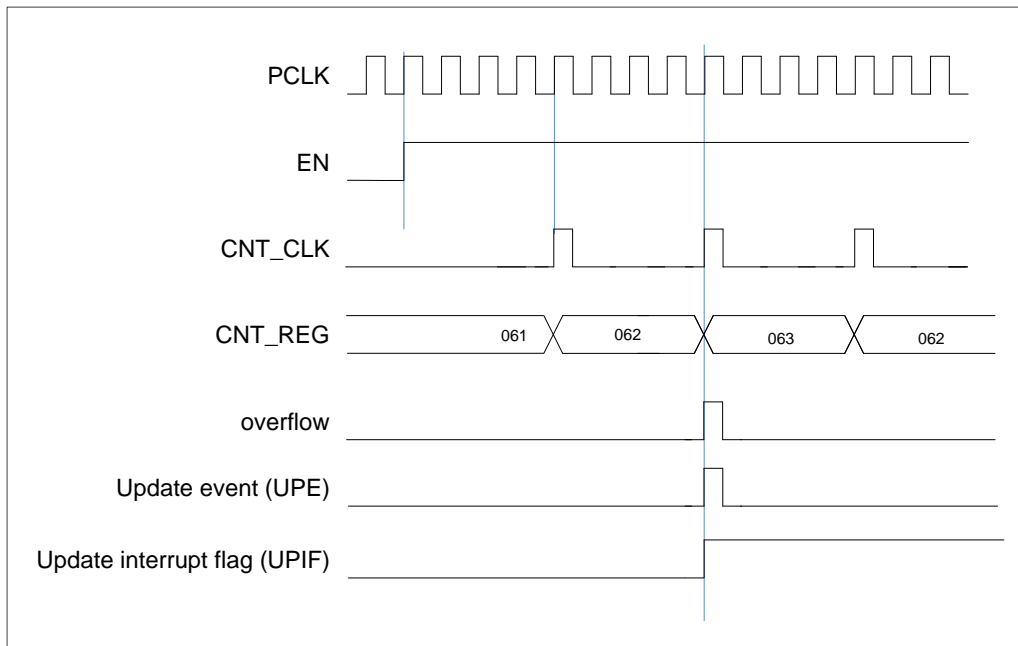 PCLK
EN
CNT_CLK
CNT_REG 061 062 063 062
overflow
Update event (UPE)
Update interrupt flag (UPIF)